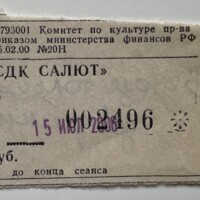 793001 Комитет по культуре пр-ва
риказом министерства финансов РФ
5.02.00 №20Н
СДК САЛЮТ»
003496
15 ИЮЛ 2006
уб.
до конца сеанса